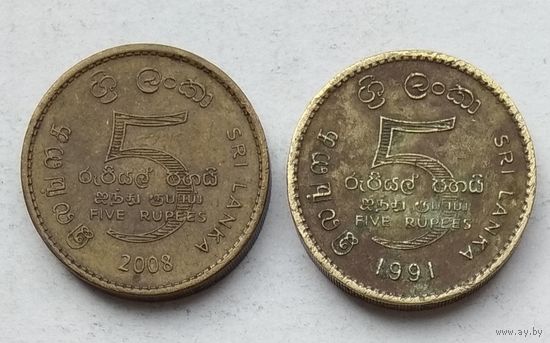 ශ්‍රී ලංකා
இலங்கை
SRI LANKA
5
රුපියල් පහයි
ஐந்து ரூபாய்
FIVE RUPEES
2008
ශ්‍රී ලංකා
இலங்கை
SRI LANKA
5
රුපියල් පහයි
ஐந்து ரூபாய்
FIVE RUPEES
1991
www.ay.by